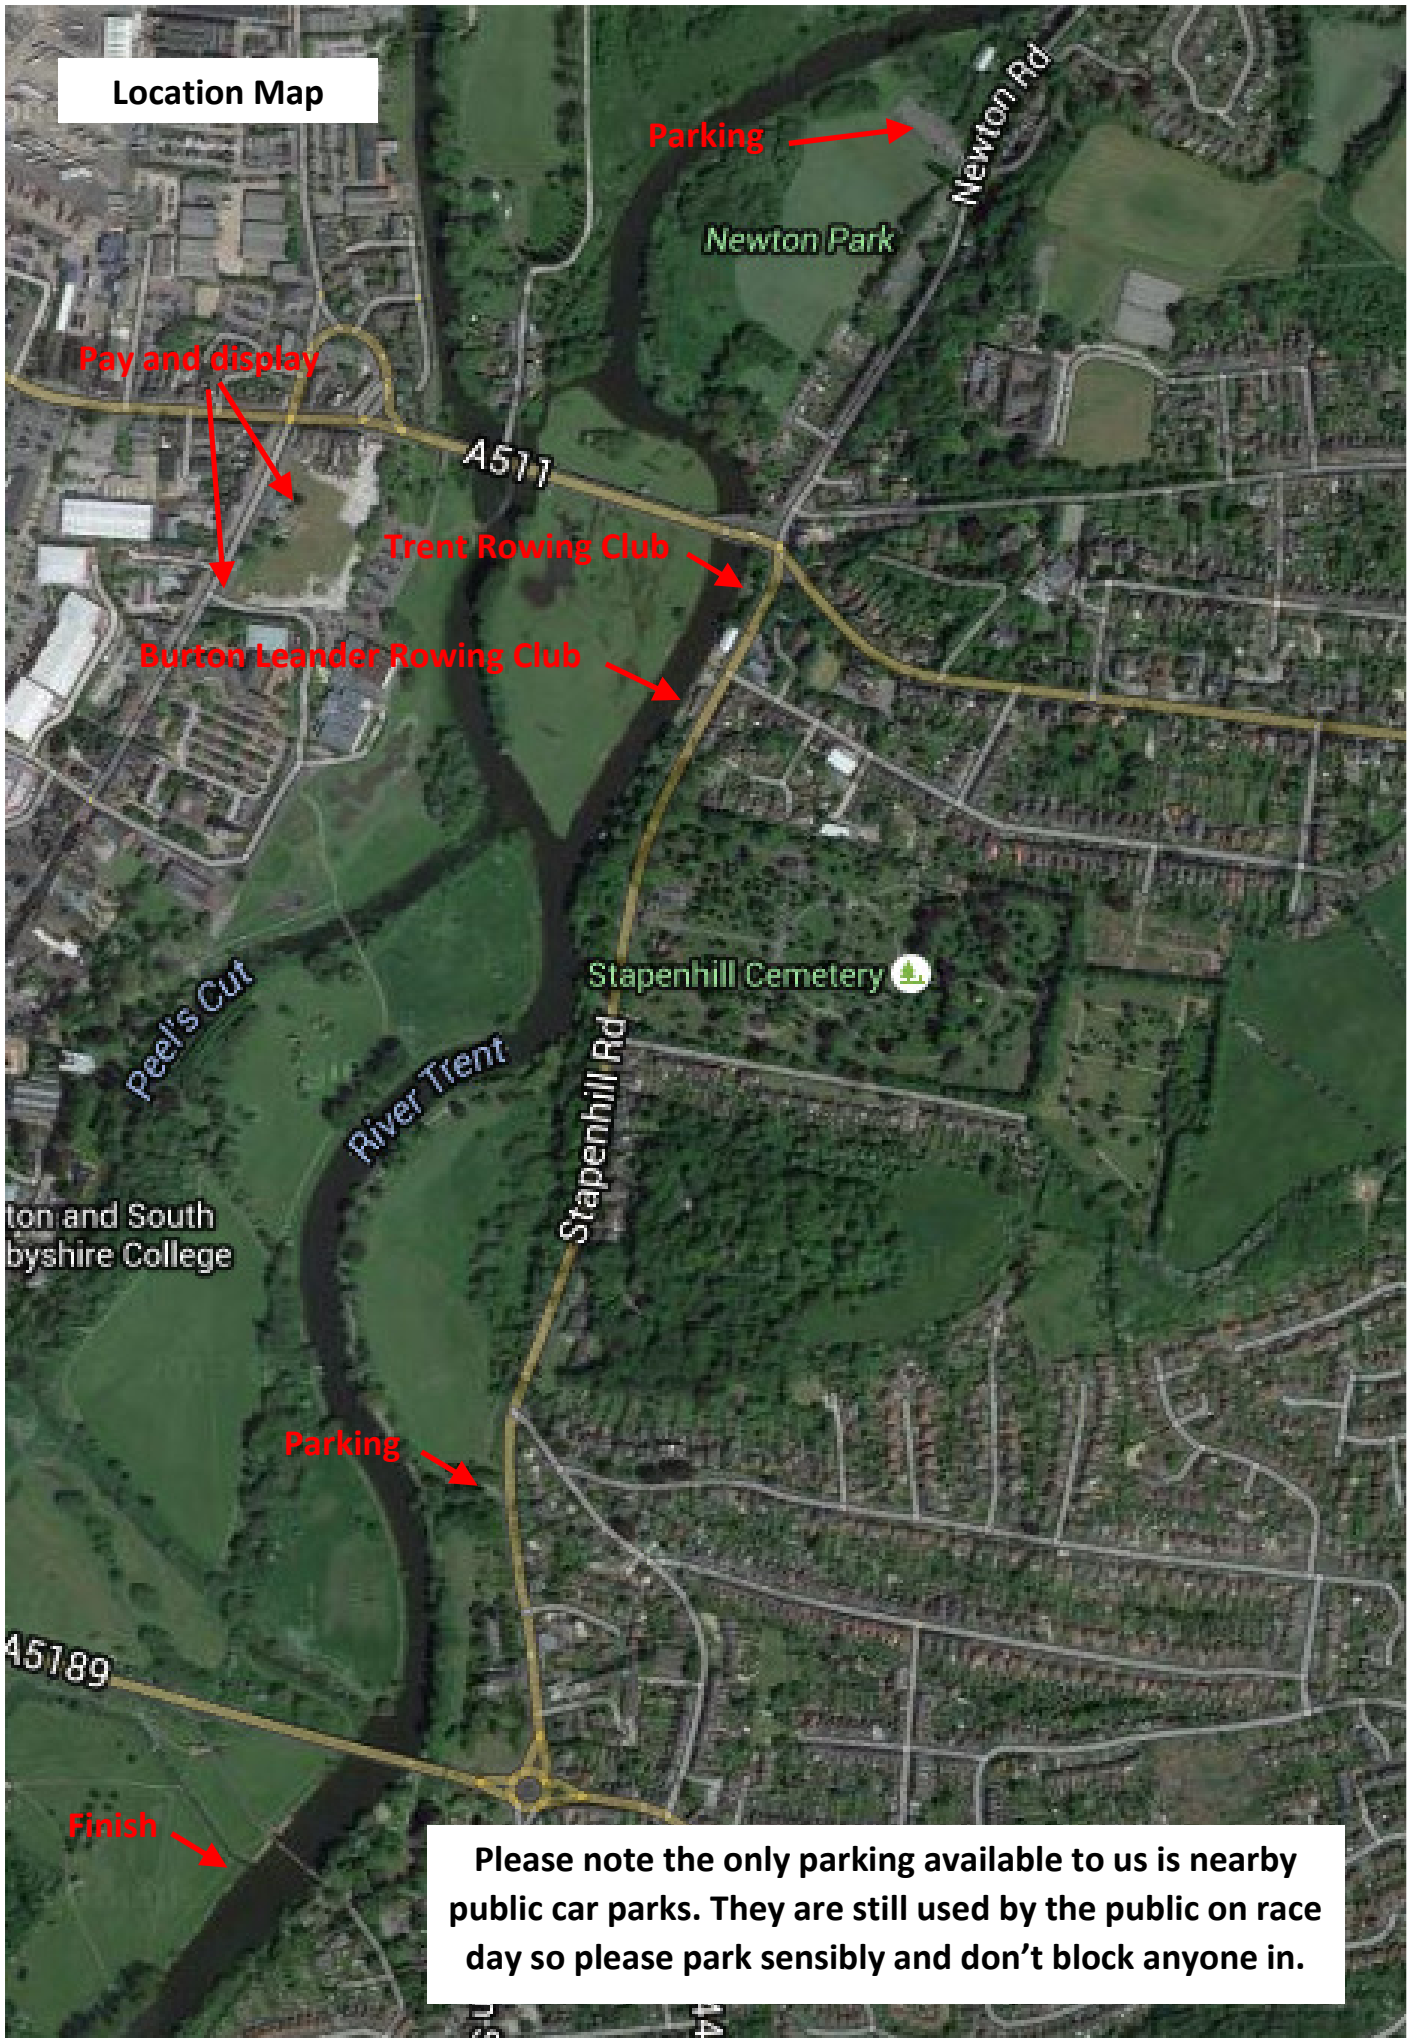 Location Map
Parking
Newton Rd
Newton Park
Pay and display
A511
Trent Rowing Club
Burton Leander Rowing Club
Stapenhill Cemetery
Peel's Cut
River Trent
Stapenhill Rd
ton and South
byshire College
Parking
A5189
Finish
Please note the only parking available to us is nearby
public car parks. They are still used by the public on race
day so please park sensibly and don’t block anyone in.